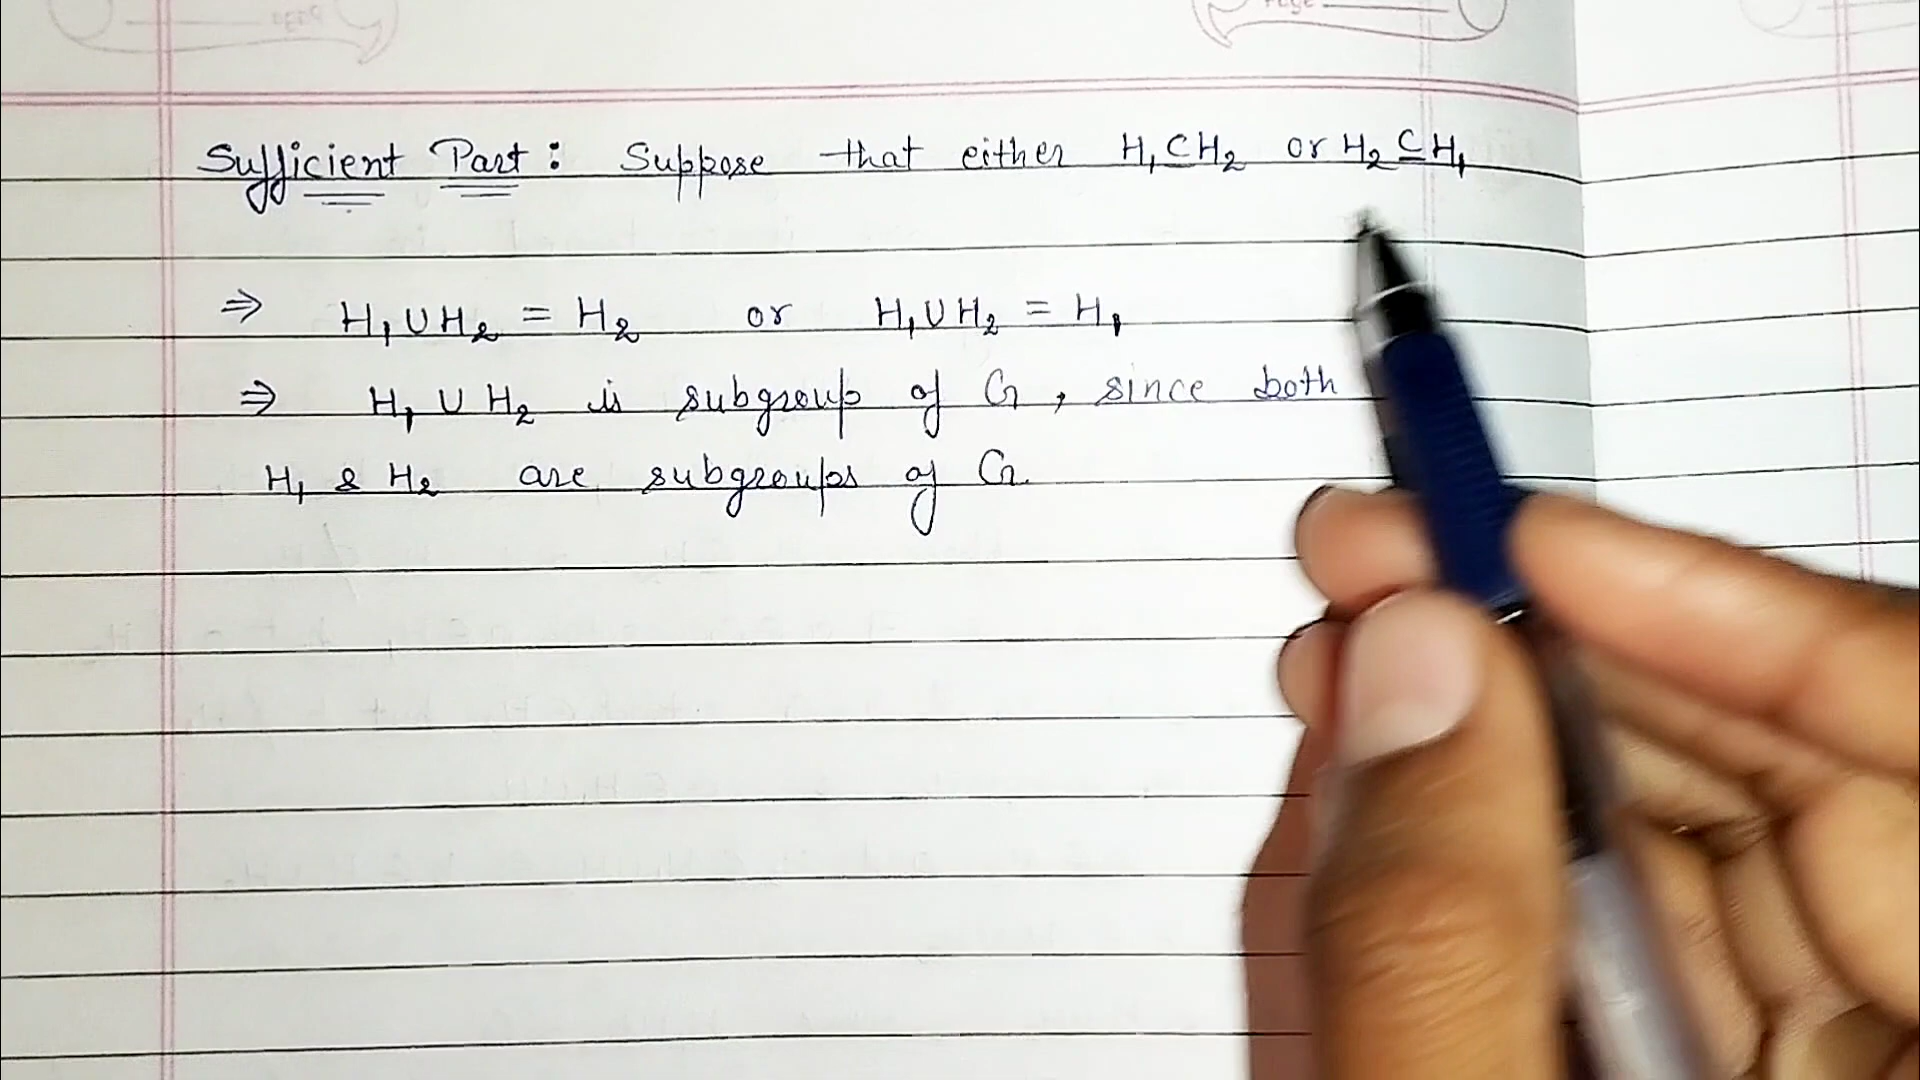 Sufficient Part : Suppose that either H₁⊆H₂ or H₂⊆H₁
⇒ H₁∪H₂ = H₂ or H₁∪H₂ = H₁
⇒ H₁ ∪ H₂ is subgroup of G, since both
H₁ & H₂ are subgroups of G.